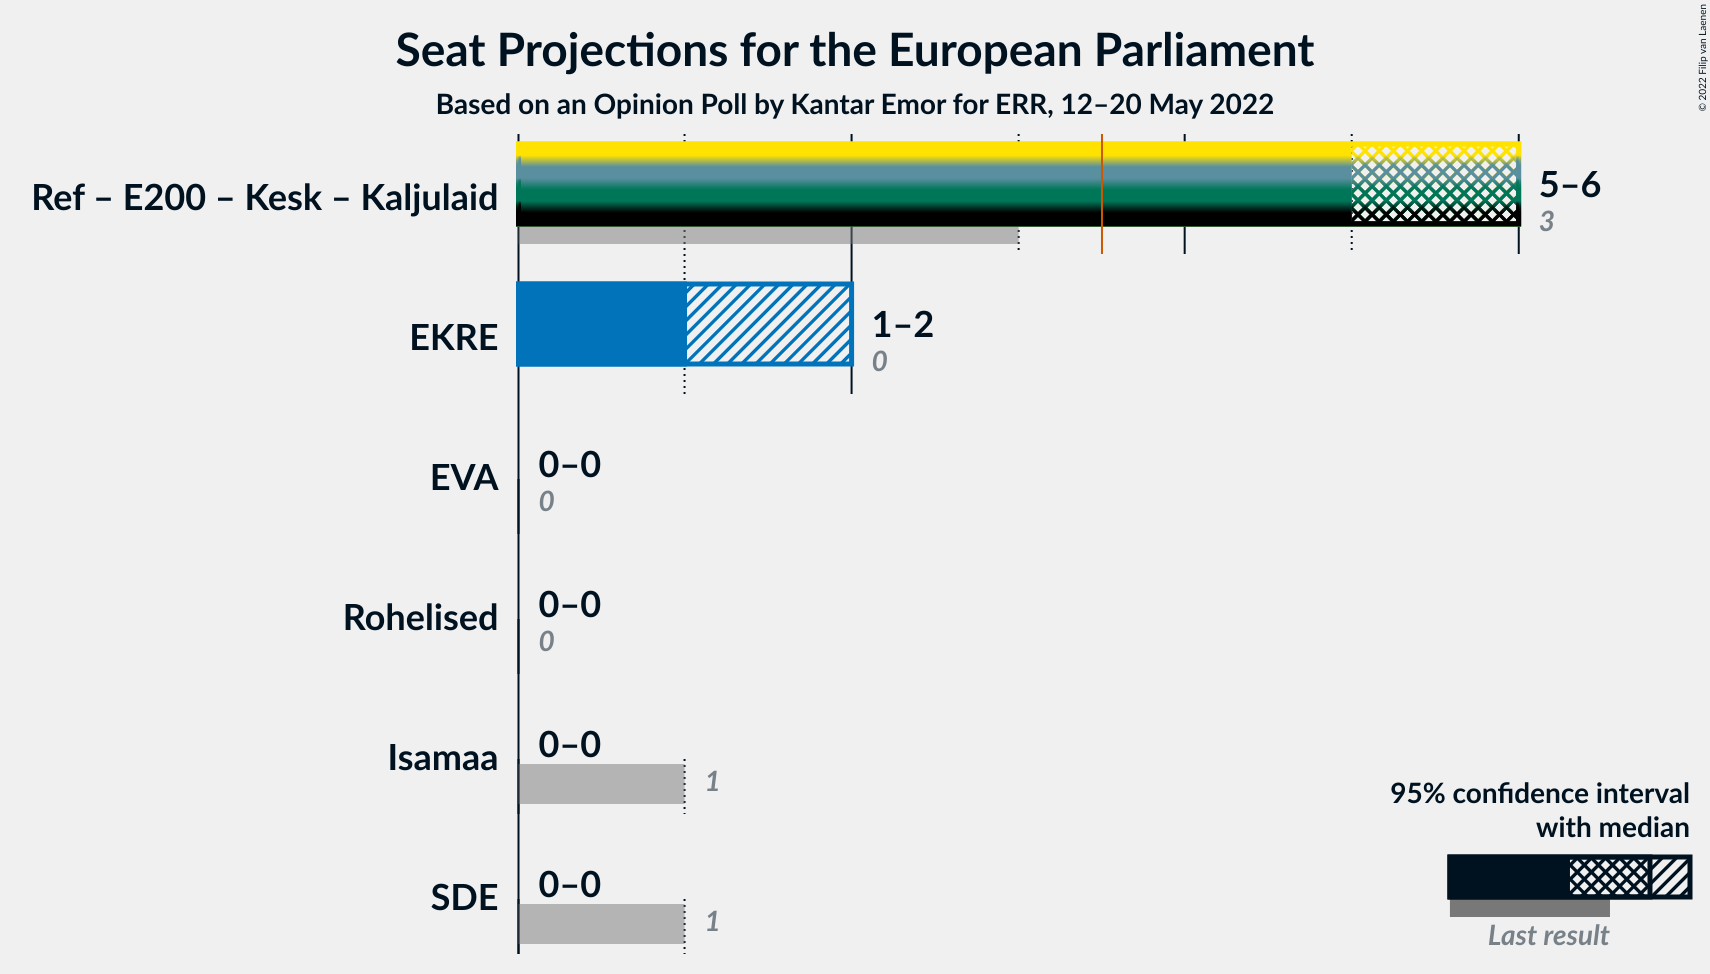 Seat Projections for the European Parliament
Based on an Opinion Poll by Kantar Emor for ERR, 12–20 May 2022
© 2022 Filip van Laenen
Ref – E200 – Kesk – Kaljulaid
5–6
3
EKRE
1–2
0
EVA
0–0
0
Rohelised
0–0
0
Isamaa
0–0
1
SDE
0–0
1
95% confidence interval
with median
Last result